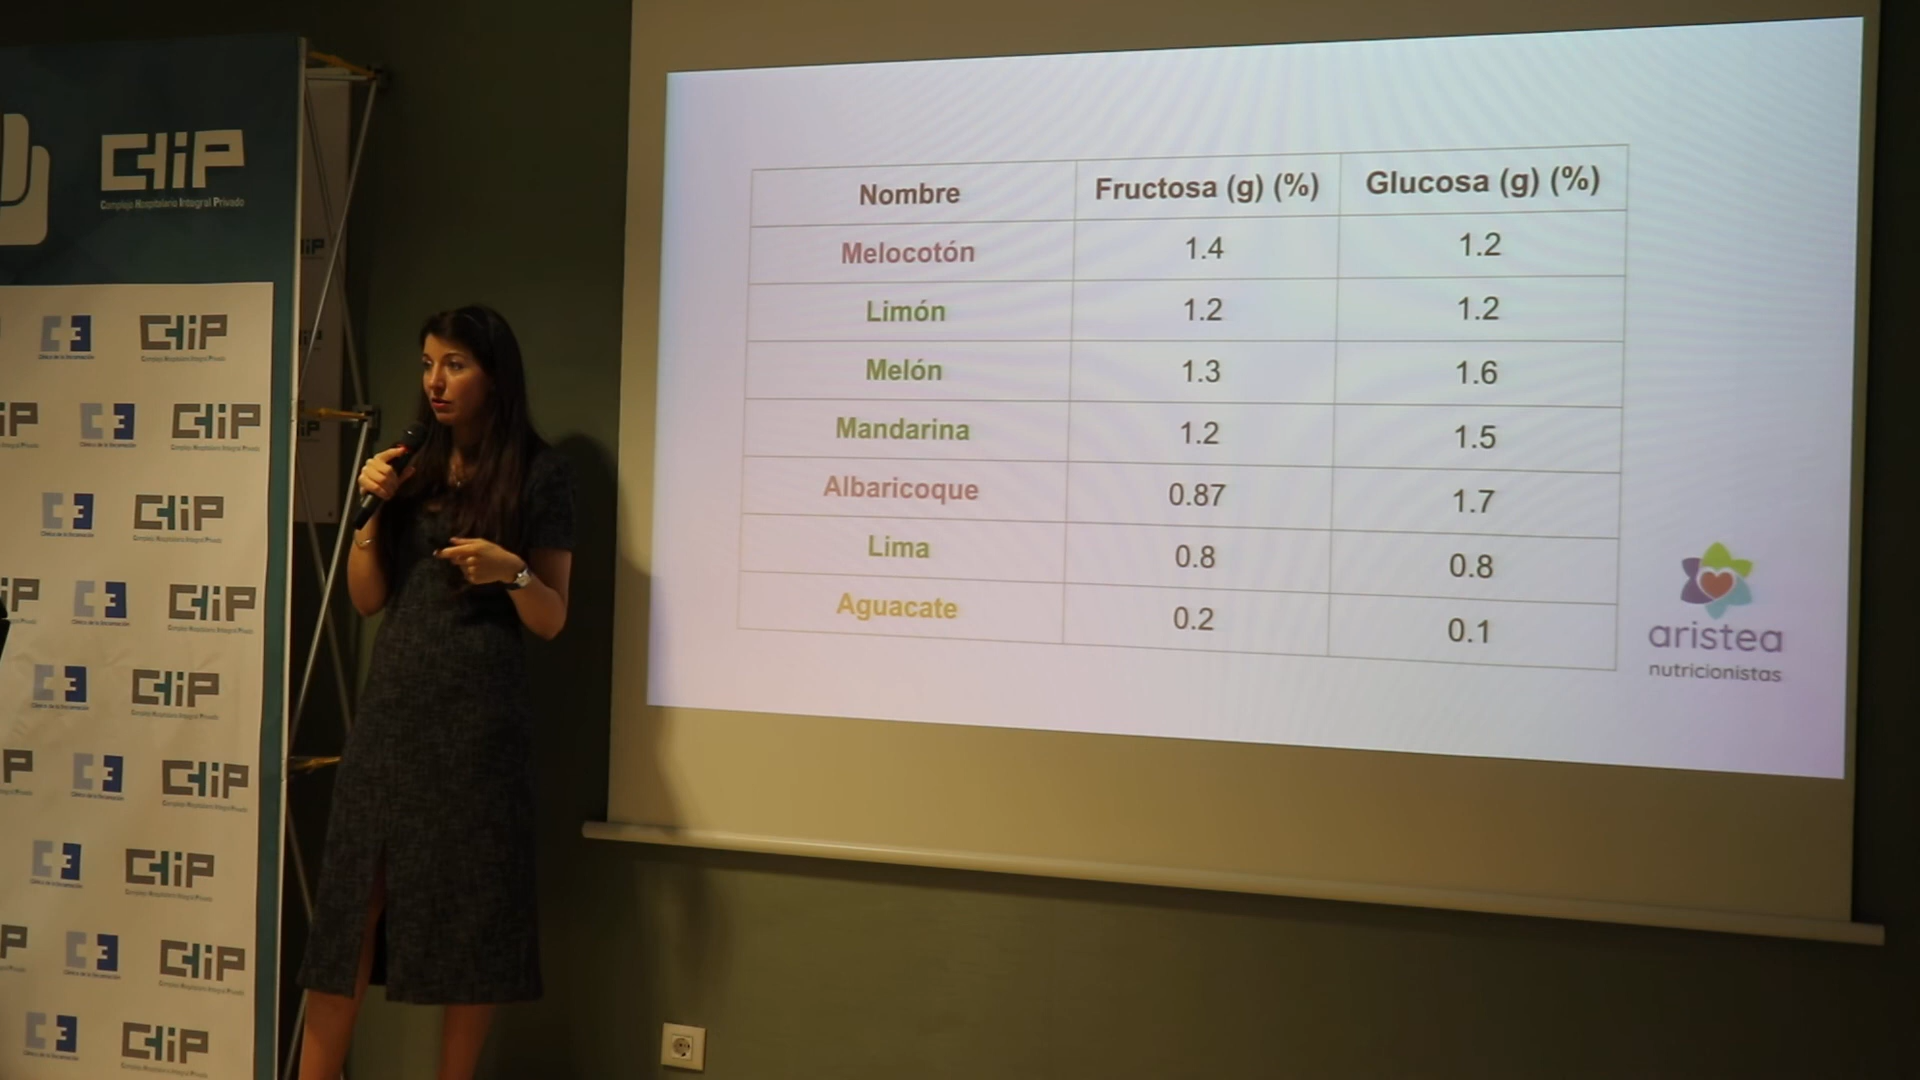 CHiP
Complejo Hospitalario Integral Privado
Nombre Fructosa (g) (%) Glucosa (g) (%)
Melocotón 1.4 1.2
Limón 1.2 1.2
Melón 1.3 1.6
Mandarina 1.2 1.5
Albaricoque 0.87 1.7
Lima 0.8 0.8
Aguacate 0.2 0.1
aristea
nutricionistas
CHiP
CHiP
CHiP
CHiP
CHiP
CHiP
CHiP
CHiP
CHiP